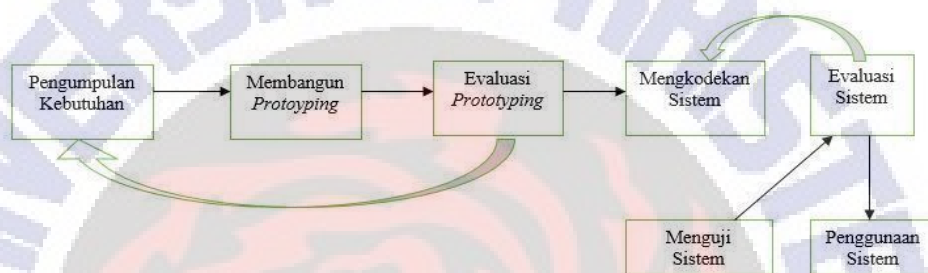 Pengumpulan
Kebutuhan
Membangun
Protoyping
Evaluasi
Prototyping
Mengkodekan
Sistem
Evaluasi
Sistem
Menguji
Sistem
Penggunaan
Sistem